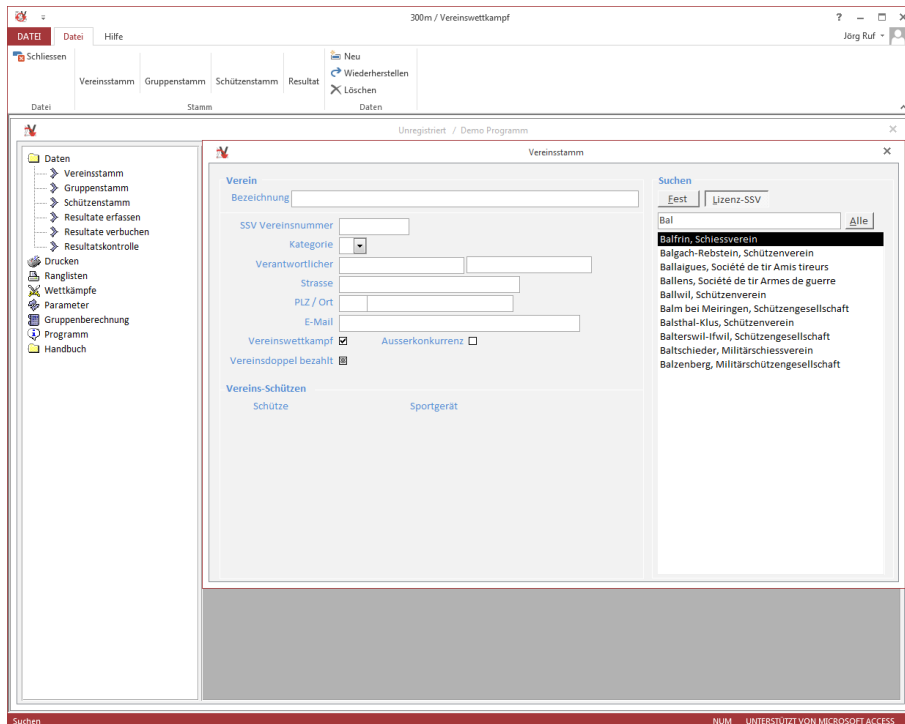 300m / Vereinswettkampf
DATEI Datei Hilfe
Jörg Ruf
Schliessen
Vereinsstamm Gruppenstamm Schützenstamm Resultat
Neu
Wiederherstellen
Löschen
Datei Stamm Daten
Unregistriert / Demo Programm
Daten
Vereinsstamm
Gruppenstamm
Schützenstamm
Resultate erfassen
Resultate verbuchen
Resultatskontrolle
Drucken
Ranglisten
Wettkämpfe
Parameter
Gruppenberechnung
Programm
Handbuch
Vereinsstamm
Verein
Bezeichnung
SSV Vereinsnummer
Kategorie
Verantwortlicher
Strasse
PLZ / Ort
E-Mail
Vereinswettkampf Ausserkonkurrenz
Vereinsdoppel bezahlt
Vereins-Schützen
Schütze Sportgerät
Suchen
Fest Lizenz-SSV
Bal Alle
Balfrin, Schiessverein
Balgach-Rebstein, Schützenverein
Ballaigues, Société de tir Amis tireurs
Ballens, Société de tir Armes de guerre
Ballwil, Schützenverein
Balm bei Meiringen, Schützengesellschaft
Balsthal-Klus, Schützenverein
Balterswil-Ifwil, Schützengesellschaft
Baltschieder, Militärschiessverein
Balzenberg, Militärschützengesellschaft
Suchen NUM UNTERSTÜTZT VON MICROSOFT ACCESS